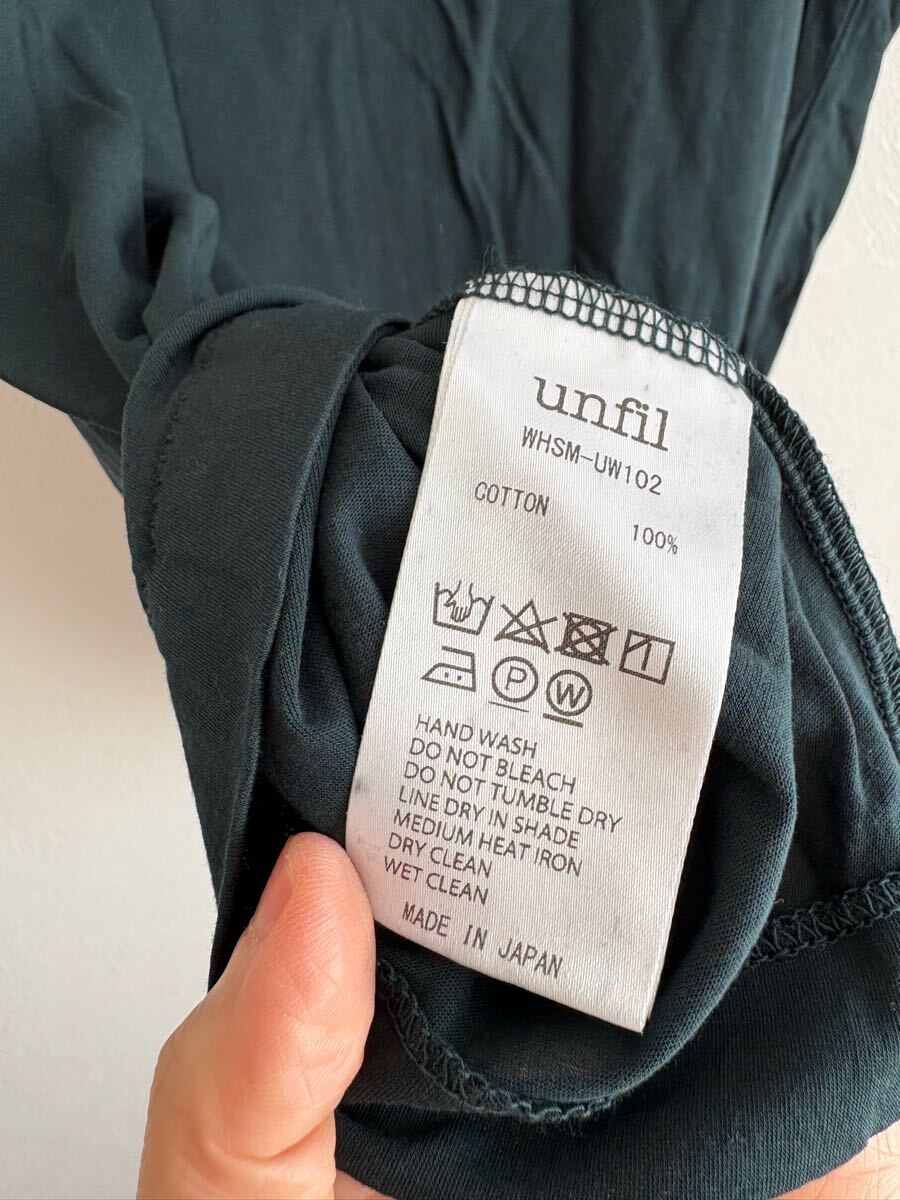 unfil
WHSM-UW102
COTTON 100%
P W
HAND WASH
DO NOT BLEACH
DO NOT TUMBLE DRY
LINE DRY IN SHADE
MEDIUM HEAT IRON
DRY CLEAN
WET CLEAN
MADE IN JAPAN